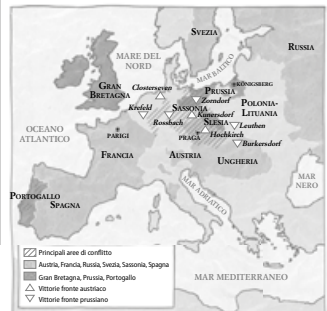 SVEZIA
RUSSIA
MARE DEL
NORD
MAR BALTICO
KÖNIGSBERG
GRAN
BRETAGNA
Closterseven
PRUSSIA
Zorndorf
POLONIA-
LITUANIA
Krefeld
SASSONIA
Kunersdorf
Rossbach
SLESIA
Leuthen
OCEANO
ATLANTICO
PARIGI
PRAGA
Hochkirch
Burkersdorf
FRANCIA
AUSTRIA
UNGHERIA
MAR
NERO
MAR ADRIATICO
PORTOGALLO
SPAGNA
MAR MEDITERRANEO
Principali aree di conflitto
Austria, Francia, Russia, Svezia, Sassonia, Spagna
Gran Bretagna, Prussia, Portogallo
Vittorie fronte austriaco
Vittorie fronte prussiano